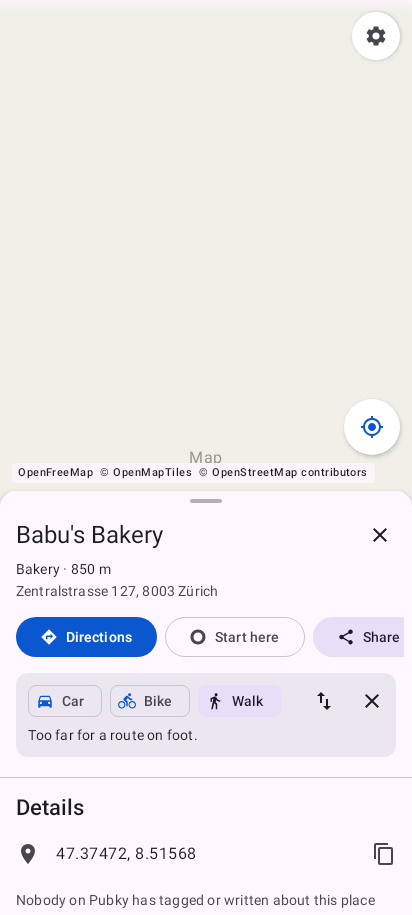 Map
OpenFreeMap © OpenMapTiles © OpenStreetMap contributors
Babu's Bakery
Bakery · 850 m
Zentralstrasse 127, 8003 Zürich
Directions
Start here
Share
Car
Bike
Walk
Too far for a route on foot.
Details
47.37472, 8.51568
Nobody on Pubky has tagged or written about this place